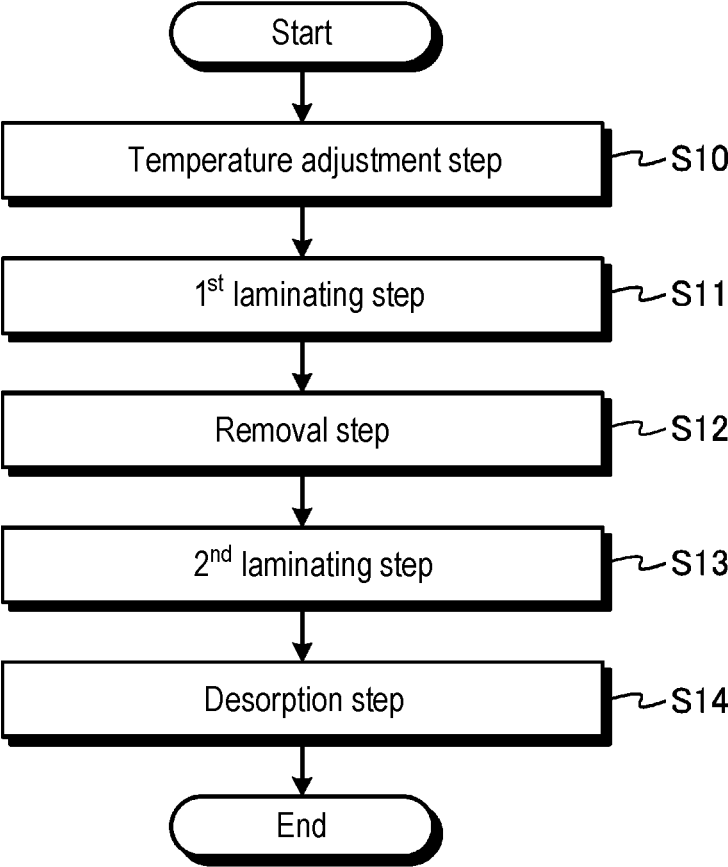 Start
Temperature adjustment step
S10
1st laminating step
S11
Removal step
S12
2nd laminating step
S13
Desorption step
S14
End